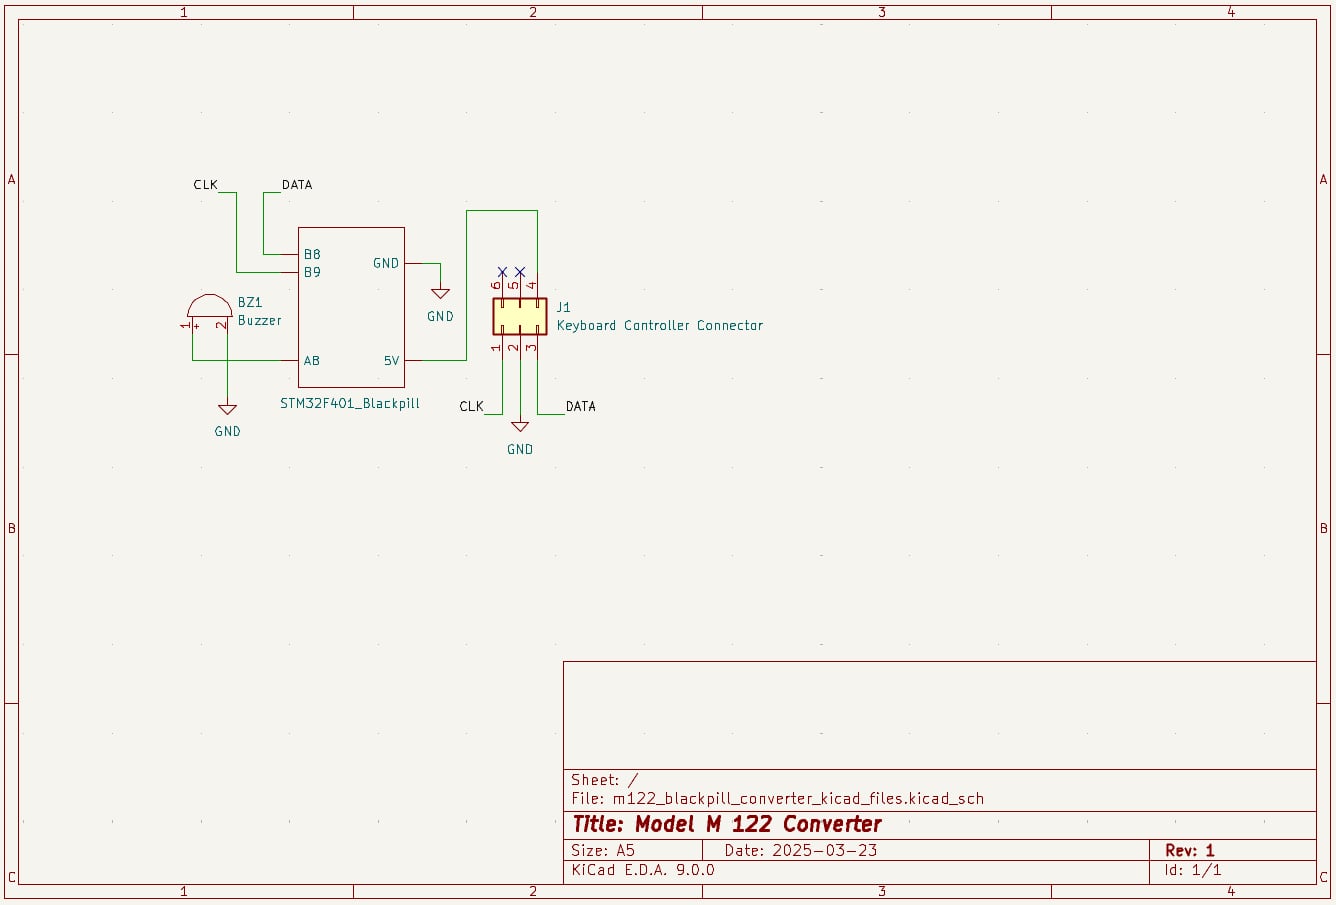 1 2 3 4
A A
CLK DATA
B8
GND
B9
6 5 4
BZ1
J1
GND
Buzzer
Keyboard Controller Connector
1 + 2
1 2 3
AB 5V
STM32F401_Blackpill
CLK DATA
GND
GND
B B
Sheet: /
File: m122_blackpill_converter_kicad_files.kicad_sch
Title: Model M 122 Converter
Size: A5 Date: 2025-03-23 Rev: 1
KiCad E.D.A. 9.0.0 Id: 1/1
C C
1 2 3 4